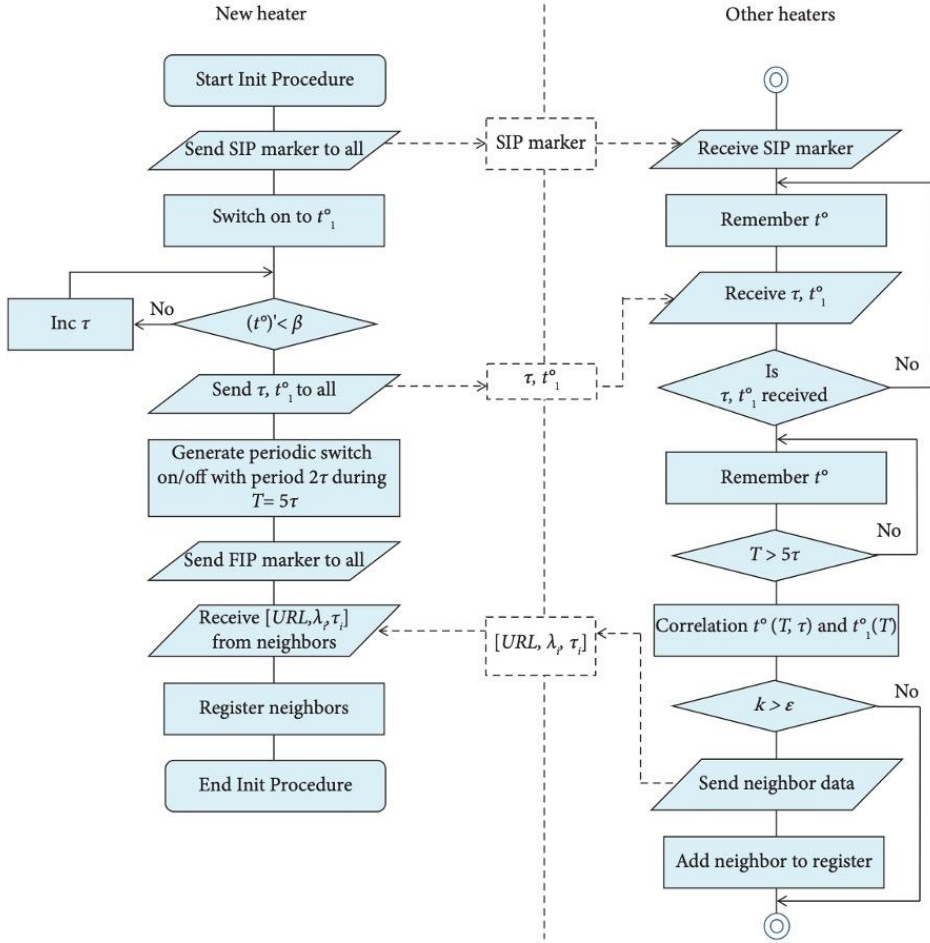 New heater
Start Init Procedure
Send SIP marker to all
Switch on to t°₁
Inc τ
No
(t°)'< β
Send τ, t°₁ to all
Generate periodic switch
on/off with period 2τ during
T= 5τ
Send FIP marker to all
Receive [URL,λᵢ,τᵢ]
from neighbors
Register neighbors
End Init Procedure
SIP marker
τ, t°₁
[URL, λᵢ, τᵢ]
Other heaters
Receive SIP marker
Remember t°
Receive τ, t°₁
Is
τ, t°₁ received
No
Remember t°
T > 5τ
No
Correlation t° (T, τ) and t°₁(T)
k > ε
No
Send neighbor data
Add neighbor to register